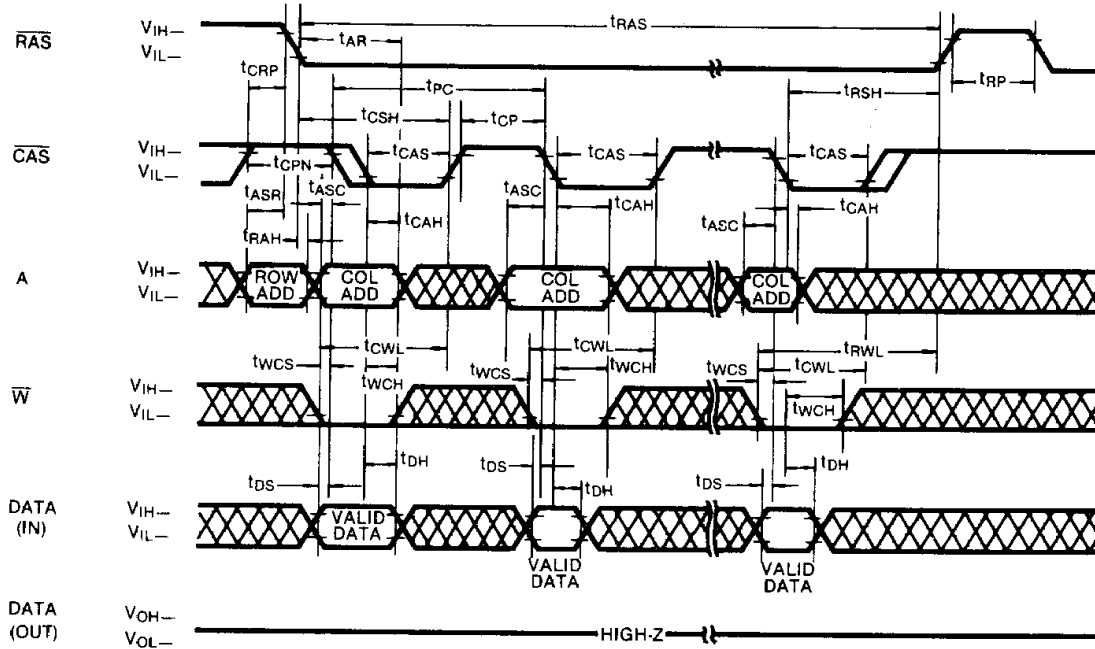 RAS
VIH—
VIL—
tAR
tRAS
tCRP
tPC
tRSH
tRP
tCSH
tCP
CAS
VIH—
VIL—
tCPN
tCAS
tCAS
tCAS
tASR
tASC
tASC
tCAH
tCAH
tASC
tCAH
tRAH
A
VIH—
VIL—
ROW
ADD
COL
ADD
COL
ADD
COL
ADD
tCWL
tCWL
tRWL
tWCS
tWCH
tWCS
tWCH
tWCS
tCWL
tWCH
W
VIH—
VIL—
tDS
tDH
tDS
tDH
tDS
tDH
DATA
(IN)
VIH—
VIL—
VALID
DATA
VALID
DATA
VALID
DATA
DATA
(OUT)
VOH—
VOL—
HIGH-Z